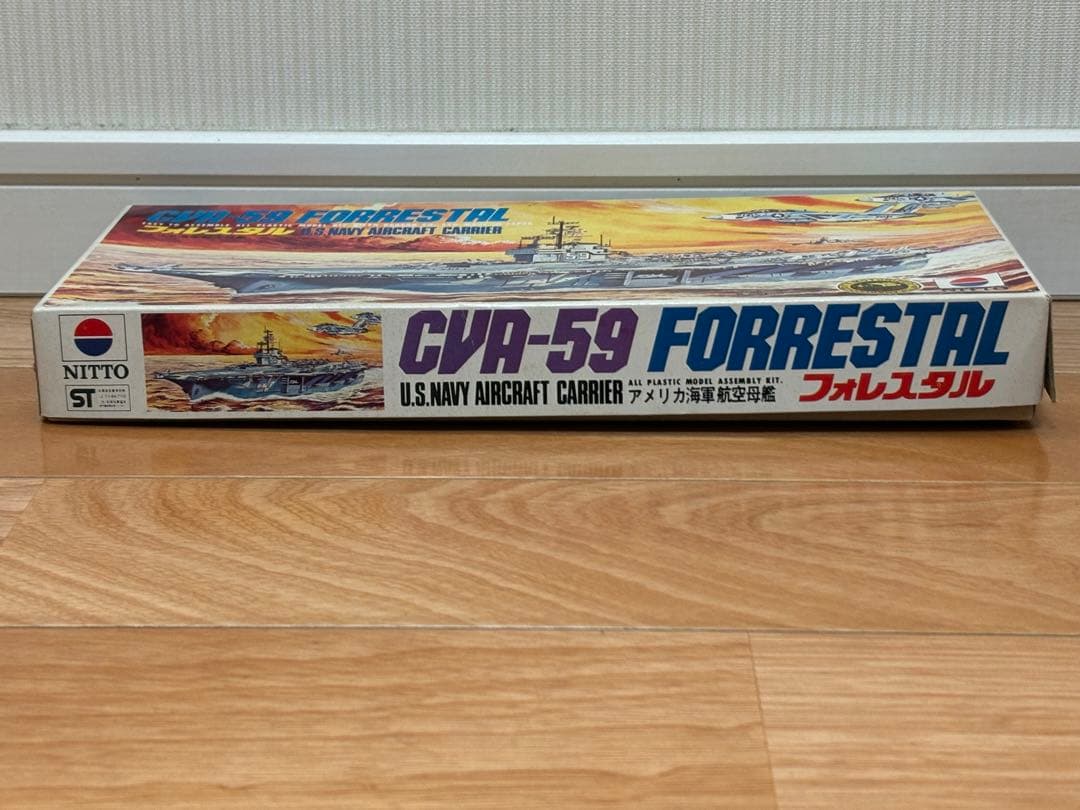 CVA-59 FORRESTAL
フォレスタル
U.S. NAVY AIRCRAFT CARRIER
NITTO
ST
CVA-59 FORRESTAL
U.S. NAVY AIRCRAFT CARRIER
ALL PLASTIC MODEL ASSEMBLY KIT.
アメリカ海軍航空母艦
フォレスタル